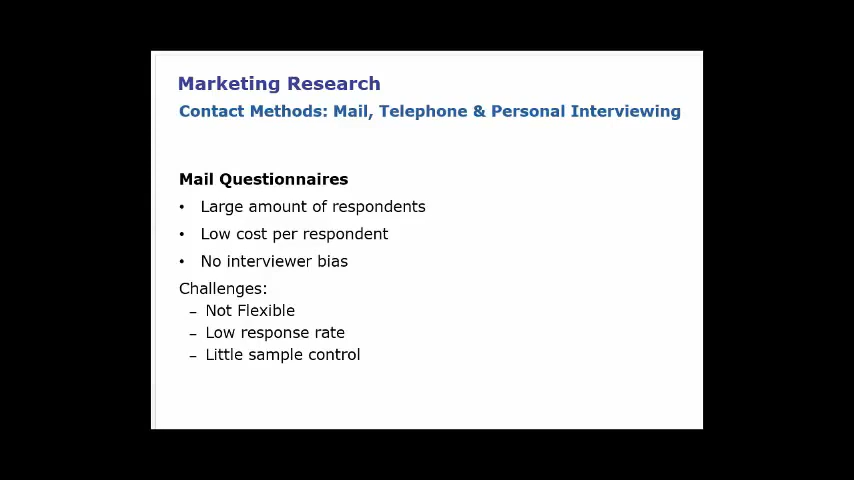 Marketing Research
Contact Methods: Mail, Telephone & Personal Interviewing
Mail Questionnaires
• Large amount of respondents
• Low cost per respondent
• No interviewer bias
Challenges:
– Not Flexible
– Low response rate
– Little sample control